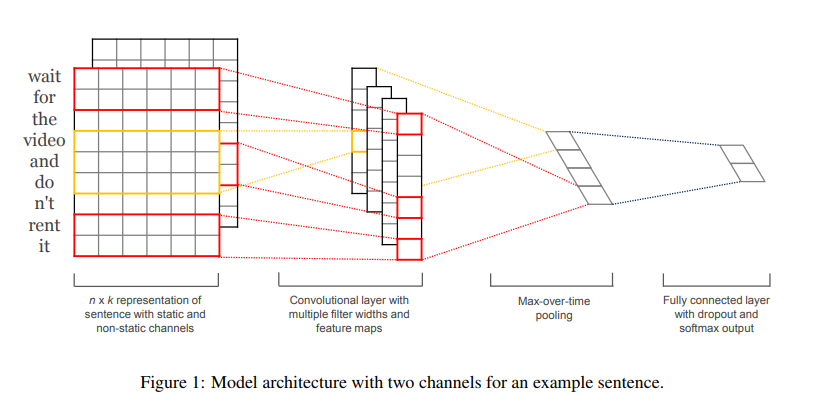 wait
for
the
video
and
do
n't
rent
it
n x k representation of
sentence with static and
non-static channels
Convolutional layer with
multiple filter widths and
feature maps
Max-over-time
pooling
Fully connected layer
with dropout and
softmax output
Figure 1: Model architecture with two channels for an example sentence.